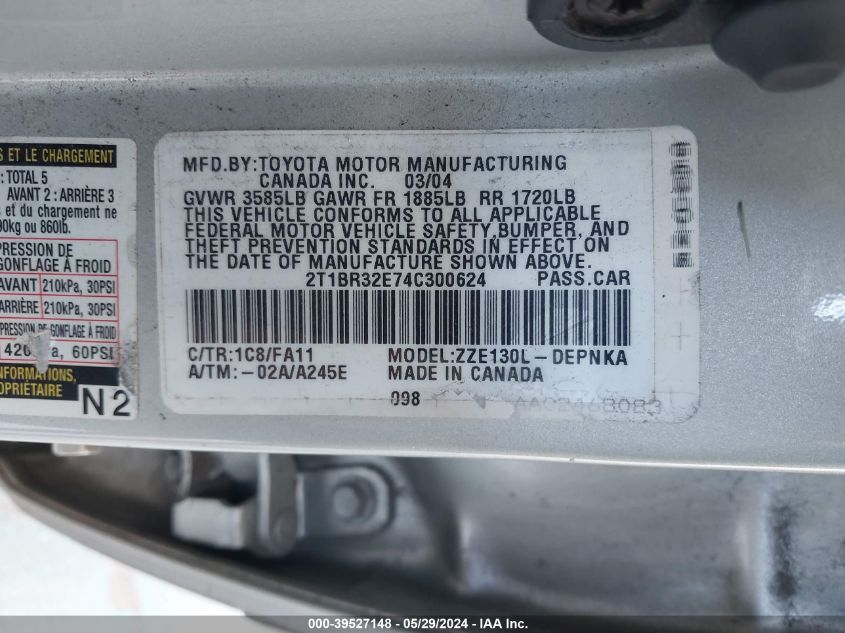 S ET LE CHARGEMENT
: TOTAL 5
AVANT 2 : ARRIÈRE 3
s et du chargement ne
90kg ou 860lb.
PRESSION DE
GONFLAGE À FROID
AVANT 210kPa, 30PSI
ARRIÈRE 210kPa, 30PSI
PRESSION DE GONFLAGE À FROID
420 Pa, 60PSI
INFORMATIONS,
PROPRIÉTAIRE
N2
MFD.BY:TOYOTA MOTOR MANUFACTURING
CANADA INC. 03/04
GVWR 3585LB GAWR FR 1885LB RR 1720LB
THIS VEHICLE CONFORMS TO ALL APPLICABLE
FEDERAL MOTOR VEHICLE SAFETY,BUMPER, AND
THEFT PREVENTION STANDARDS IN EFFECT ON
THE DATE OF MANUFACTURE SHOWN ABOVE.
2T1BR32E74C300624 PASS.CAR
C/TR:1C8/FA11 MODEL:ZZE130L-DEPNKA
A/TM:-02A/A245E MADE IN CANADA
098
000-39527148 - 05/29/2024 - IAA Inc.